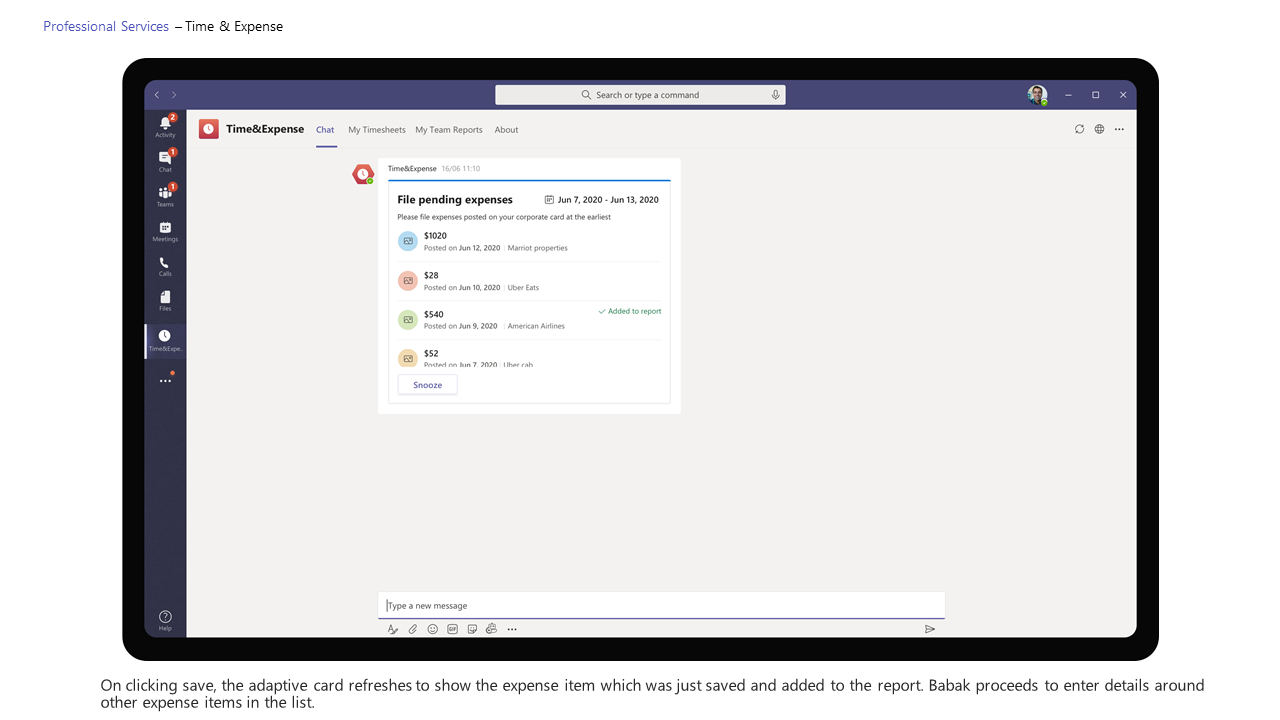 Professional Services – Time & Expense
Search or type a command
2
Activity
1
Chat
1
Teams
Meetings
Calls
Files
Time&Expe..
Help
Time&Expense Chat My Timesheets My Team Reports About
Time&Expense 16/06 11:10
File pending expenses Jun 7, 2020 - Jun 13, 2020
Please file expenses posted on your corporate card at the earliest
$1020
Posted on Jun 12, 2020 | Marriot properties
$28
Posted on Jun 10, 2020 | Uber Eats
$540 Added to report
Posted on Jun 9, 2020 | American Airlines
$52
Posted on Jun 7, 2020 | Uber cab
Snooze
Type a new message
GIF
On clicking save, the adaptive card refreshes to show the expense item which was just saved and added to the report. Babak proceeds to enter details around
other expense items in the list.